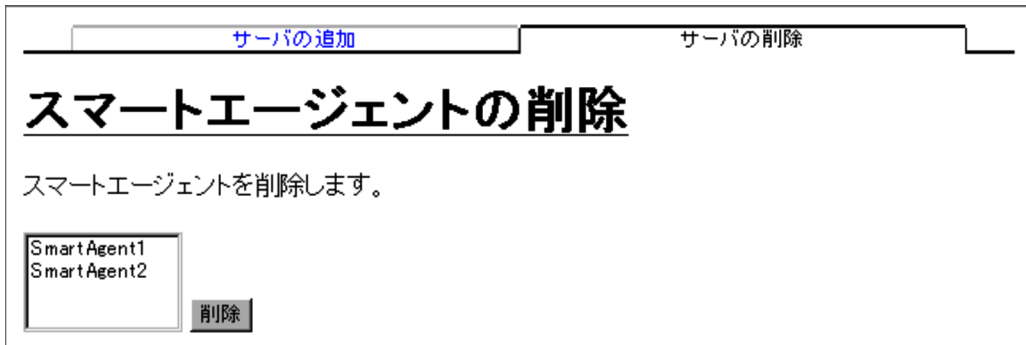 サーバの追加 サーバの削除
スマートエージェントの削除
スマートエージェントを削除します。
SmartAgent1
SmartAgent2
削除